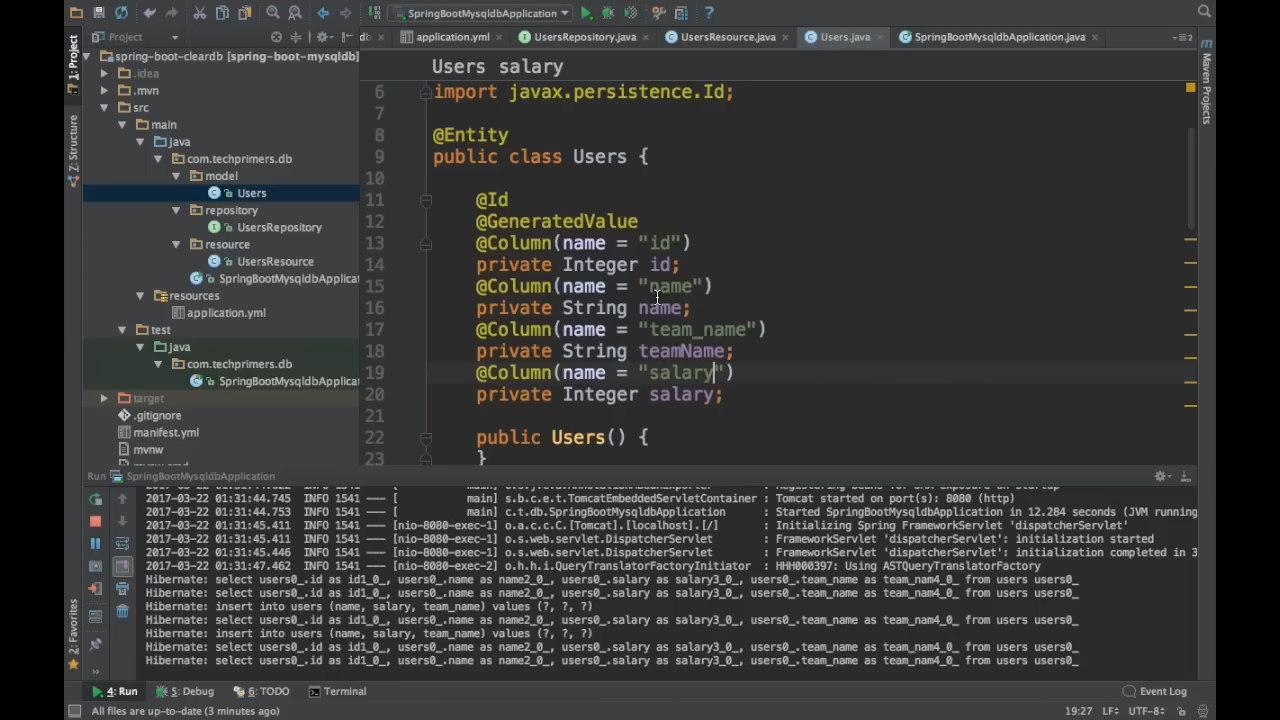 SpringBootMysqldbApplication
Project
db
application.yml
UsersRepository.java
UsersResource.java
Users.java
SpringBootMysqldbApplication.java
1: Project
Z: Structure
2: Favorites
Maven Projects
spring-boot-cleardb [spring-boot-mysqldb]
.idea
.mvn
src
main
java
com.techprimers.db
model
Users
repository
UsersRepository
resource
UsersResource
SpringBootMysqldbApplicat
resources
application.yml
test
java
com.techprimers.db
SpringBootMysqldbApplicat
target
.gitignore
manifest.yml
mvnw
Users salary
6 import javax.persistence.Id;
7
8 @Entity
9 public class Users {
10
11 @Id
12 @GeneratedValue
13 @Column(name = "id")
14 private Integer id;
15 @Column(name = "name")
16 private String name;
17 @Column(name = "team_name")
18 private String teamName;
19 @Column(name = "salary")
20 private Integer salary;
21
22 public Users() {
23 }
Run SpringBootMysqldbApplication
2017-03-22 01:31:44.745 INFO 1541 --- [ main] s.b.c.e.t.TomcatEmbeddedServletContainer : Tomcat started on port(s): 8080 (http)
2017-03-22 01:31:44.753 INFO 1541 --- [ main] c.t.db.SpringBootMysqldbApplication : Started SpringBootMysqldbApplication in 12.284 seconds (JVM running
2017-03-22 01:31:45.411 INFO 1541 --- [nio-8080-exec-1] o.a.c.c.C.[Tomcat].[localhost].[/] : Initializing Spring FrameworkServlet 'dispatcherServlet'
2017-03-22 01:31:45.411 INFO 1541 --- [nio-8080-exec-1] o.s.web.servlet.DispatcherServlet : FrameworkServlet 'dispatcherServlet': initialization started
2017-03-22 01:31:45.446 INFO 1541 --- [nio-8080-exec-1] o.s.web.servlet.DispatcherServlet : FrameworkServlet 'dispatcherServlet': initialization completed in 3
2017-03-22 01:31:47.462 INFO 1541 --- [nio-8080-exec-2] o.h.h.i.QueryTranslatorFactoryInitiator : HHH000397: Using ASTQueryTranslatorFactory
Hibernate: select users0_.id as id1_0_, users0_.name as name2_0_, users0_.salary as salary3_0_, users0_.team_name as team_nam4_0_ from users users0_
Hibernate: select users0_.id as id1_0_, users0_.name as name2_0_, users0_.salary as salary3_0_, users0_.team_name as team_nam4_0_ from users users0_
Hibernate: insert into users (name, salary, team_name) values (?, ?, ?)
Hibernate: select users0_.id as id1_0_, users0_.name as name2_0_, users0_.salary as salary3_0_, users0_.team_name as team_nam4_0_ from users users0_
Hibernate: insert into users (name, salary, team_name) values (?, ?, ?)
Hibernate: select users0_.id as id1_0_, users0_.name as name2_0_, users0_.salary as salary3_0_, users0_.team_name as team_nam4_0_ from users users0_
Hibernate: select users0_.id as id1_0_, users0_.name as name2_0_, users0_.salary as salary3_0_, users0_.team_name as team_nam4_0_ from users users0_
4: Run
5: Debug
6: TODO
Terminal
Event Log
All files are up-to-date (3 minutes ago)
19:27 LF UTF-8